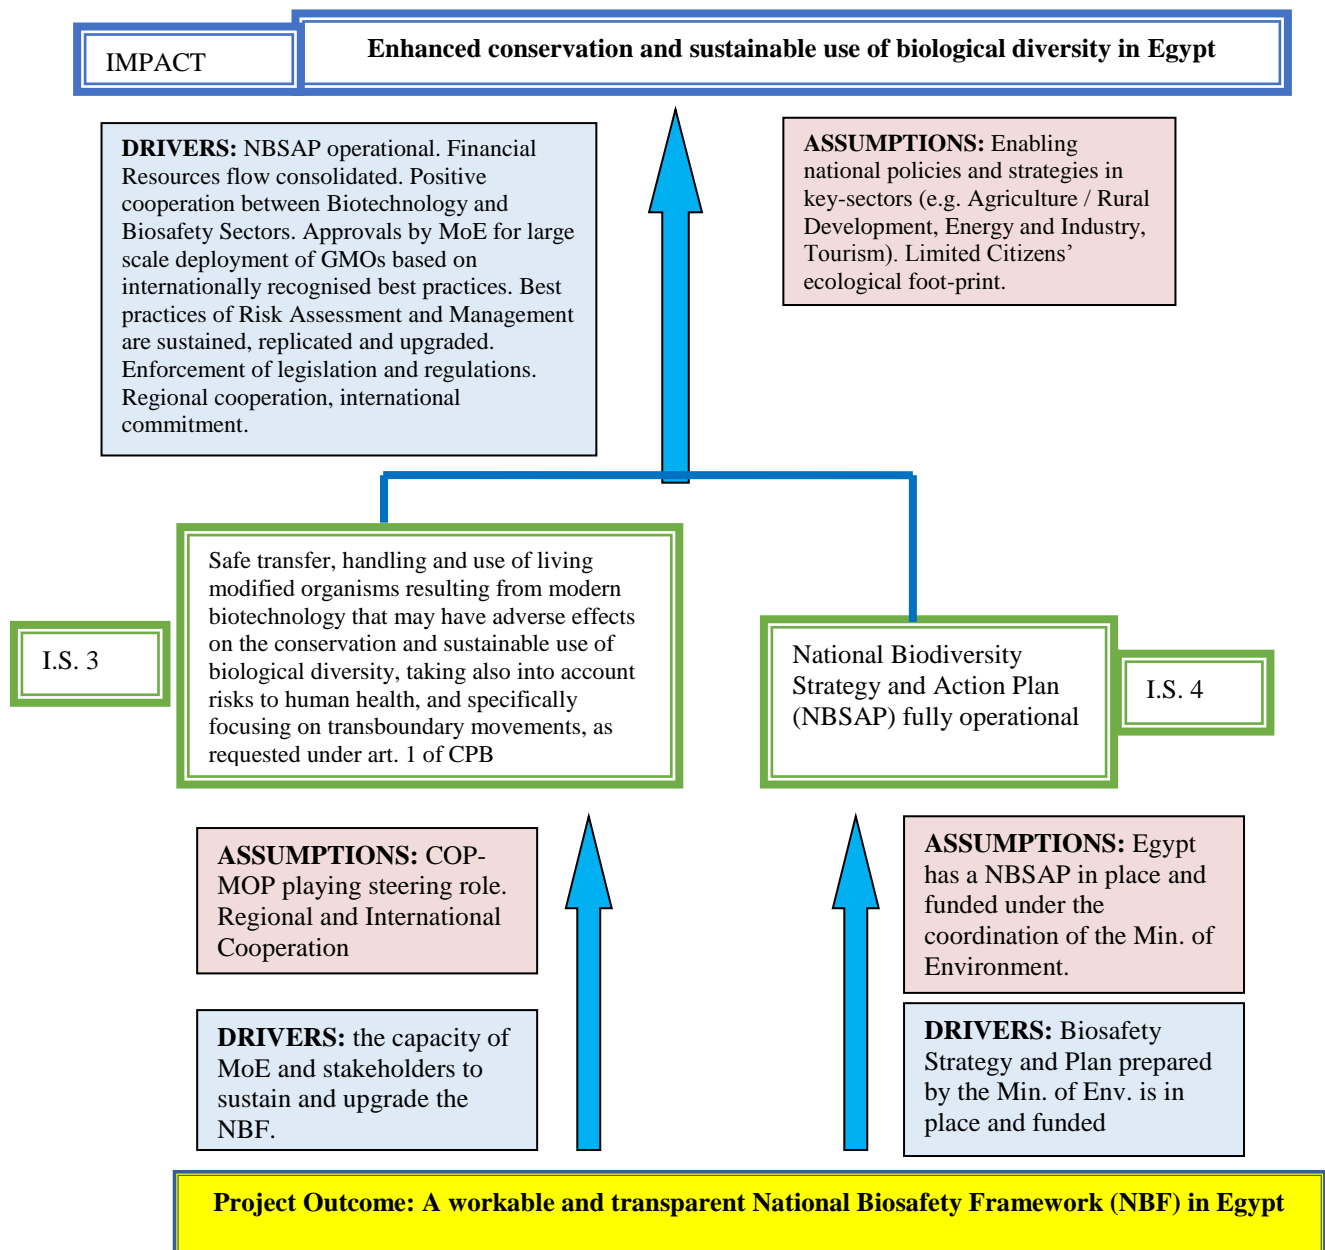 IMPACT
Enhanced conservation and sustainable use of biological diversity in Egypt
DRIVERS: NBSAP operational. Financial
Resources flow consolidated. Positive
cooperation between Biotechnology and
Biosafety Sectors. Approvals by MoE for large
scale deployment of GMOs based on
internationally recognised best practices. Best
practices of Risk Assessment and Management
are sustained, replicated and upgraded.
Enforcement of legislation and regulations.
Regional cooperation, international
commitment.
ASSUMPTIONS: Enabling
national policies and strategies in
key-sectors (e.g. Agriculture / Rural
Development, Energy and Industry,
Tourism). Limited Citizens’
ecological foot-print.
I.S. 3
Safe transfer, handling and use of living
modified organisms resulting from modern
biotechnology that may have adverse effects
on the conservation and sustainable use of
biological diversity, taking also into account
risks to human health, and specifically
focusing on transboundary movements, as
requested under art. 1 of CPB
National Biodiversity
Strategy and Action Plan
(NBSAP) fully operational
I.S. 4
ASSUMPTIONS: COP-
MOP playing steering role.
Regional and International
Cooperation
DRIVERS: the capacity of
MoE and stakeholders to
sustain and upgrade the
NBF.
ASSUMPTIONS: Egypt
has a NBSAP in place and
funded under the
coordination of the Min. of
Environment.
DRIVERS: Biosafety
Strategy and Plan prepared
by the Min. of Env. is in
place and funded
Project Outcome: A workable and transparent National Biosafety Framework (NBF) in Egypt